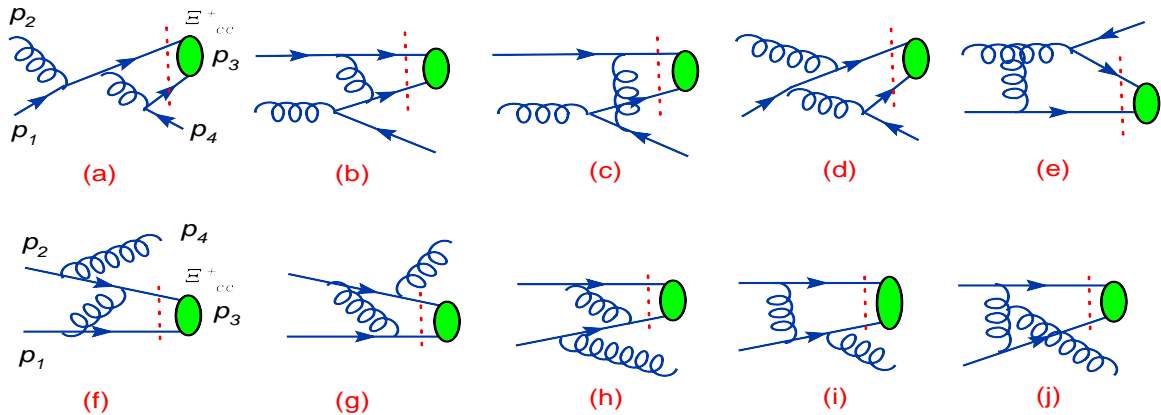 p₂
Ξ⁺cc
p₃
p₁
p₄
(a)
(b)
(c)
(d)
(e)
p₂
p₄
Ξ⁺cc
p₃
p₁
(f)
(g)
(h)
(i)
(j)